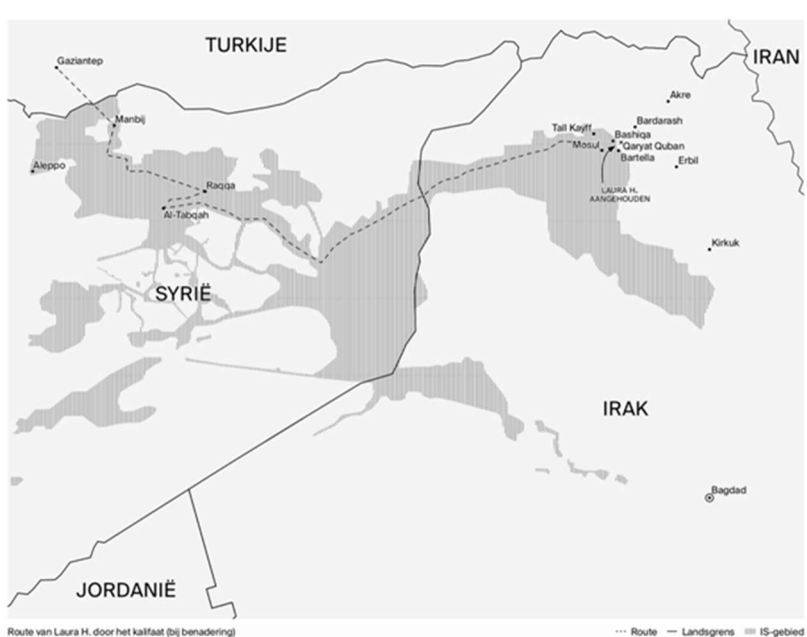 TURKIJE
IRAN
Gaziantep
Akre
Manbij
Bardarash
Tall Kayff
Bashiqa
Mosul
Qaryat Quban
Bartella
Aleppo
Erbil
Raqqa
LAURA H.
AANGEHOUDEN
Al-Tabqah
Kirkuk
SYRIË
IRAK
Bagdad
JORDANIË
Route van Laura H. door het kalifaat (bij benadering)
Route
Landsgrens
IS-gebied